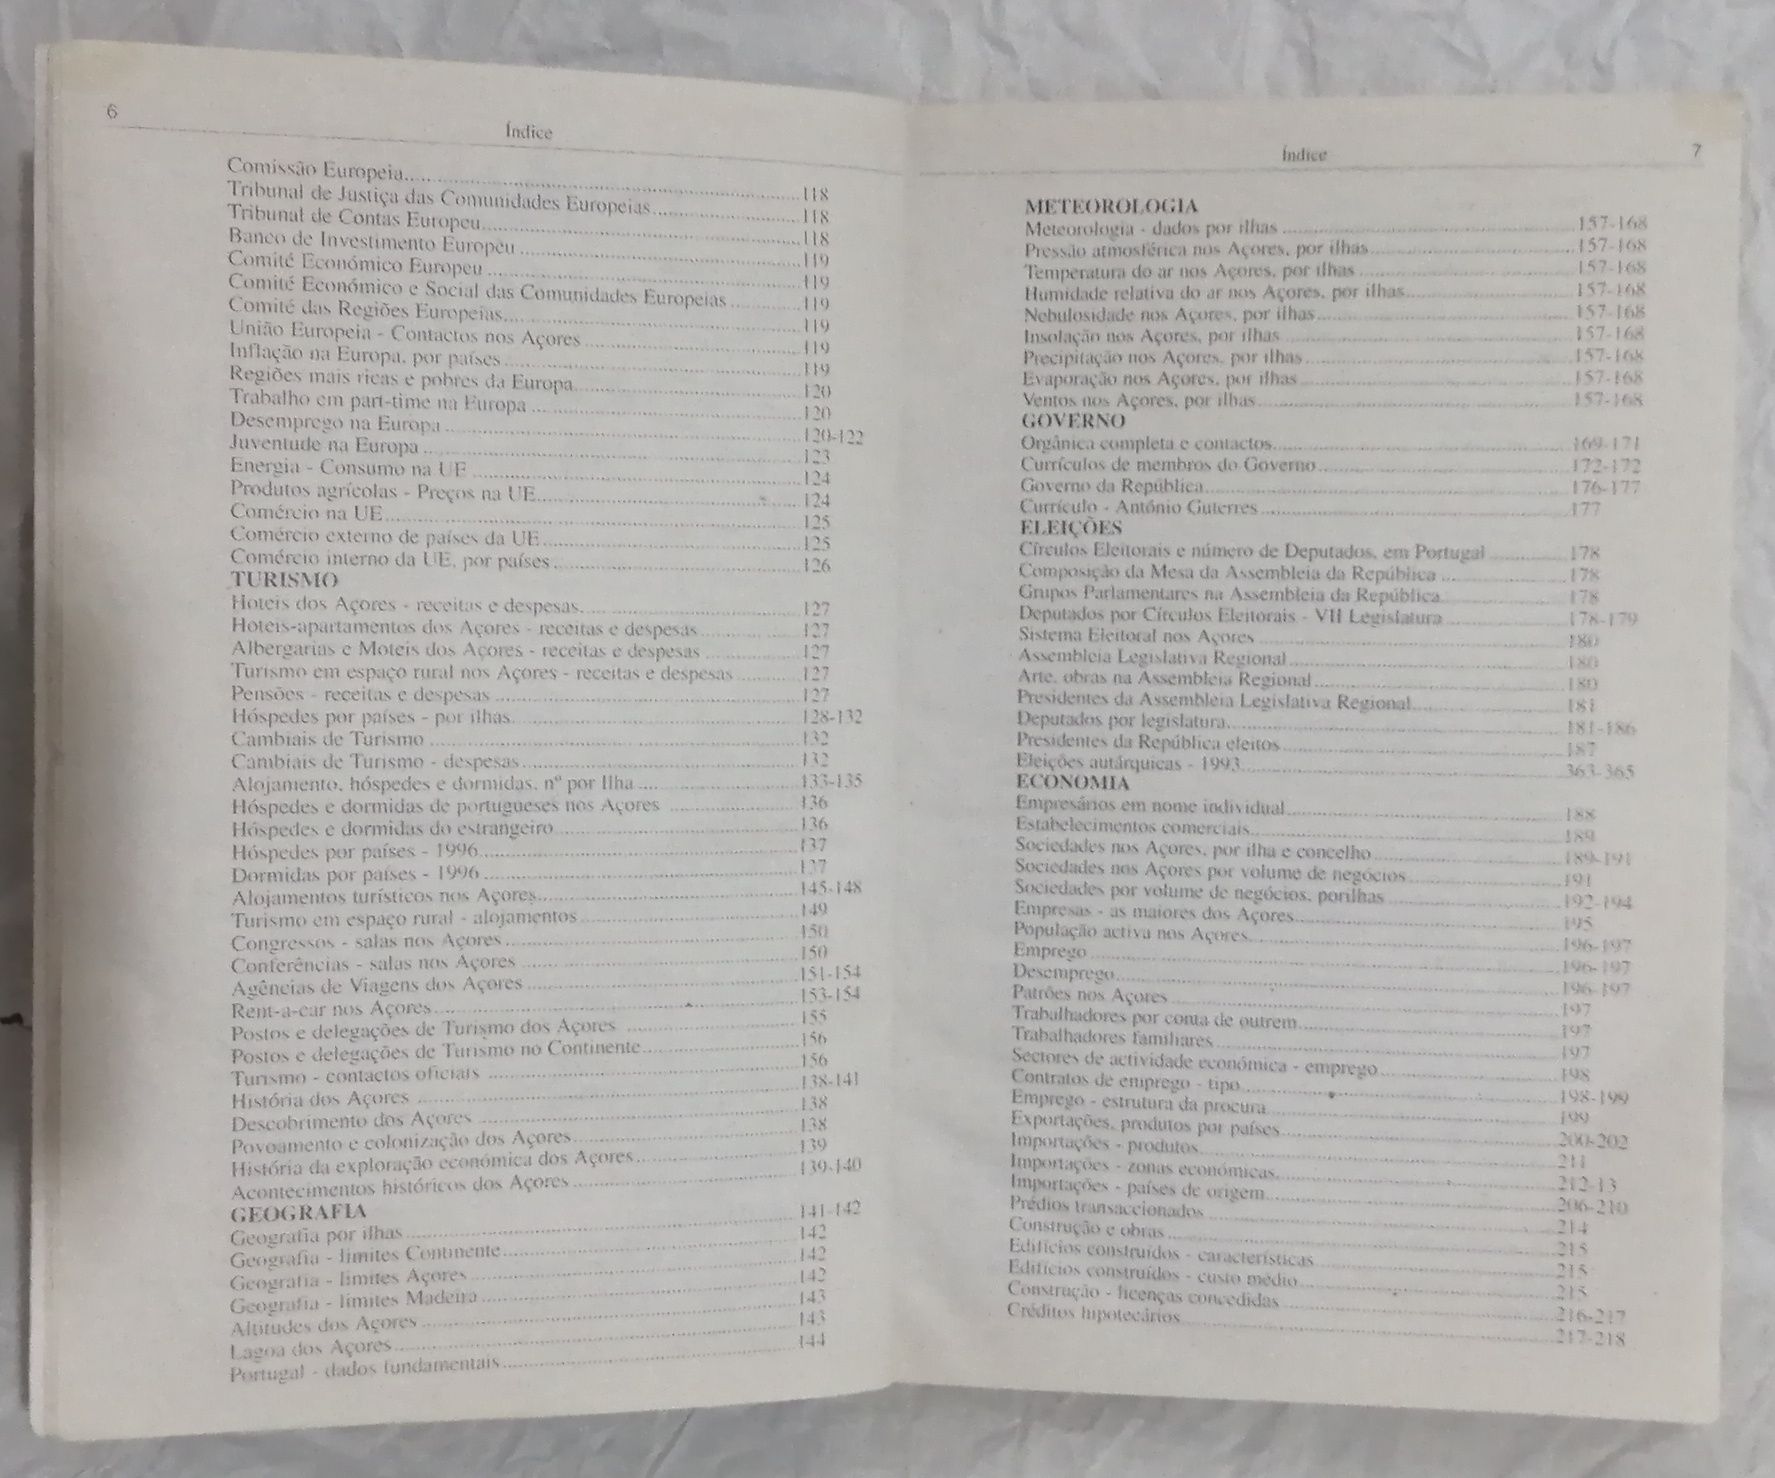 6
Índice
Comissão Europeia.....118
Tribunal de Justiça das Comunidades Europeias.....118
Tribunal de Contas Europeu.....118
Banco de Investimento Europeu.....119
Comité Económico Europeu.....119
Comité Económico e Social das Comunidades Europeias.....119
Comité das Regiões Europeias.....119
União Europeia - Contactos nos Açores.....119
Inflação na Europa, por países.....119
Regiões mais ricas e pobres da Europa.....120
Trabalho em part-time na Europa.....120
Desemprego na Europa.....120-122
Juventude na Europa.....123
Energia - Consumo na UE.....124
Produtos agrícolas - Preços na UE.....124
Comércio na UE.....125
Comércio externo de países da UE.....125
Comércio interno da UE, por países.....126
TURISMO
Hoteis dos Açores - receitas e despesas.....127
Hoteis-apartamentos dos Açores - receitas e despesas.....127
Albergarias e Moteis dos Açores - receitas e despesas.....127
Turismo em espaço rural nos Açores - receitas e despesas.....127
Pensões - receitas e despesas.....127
Hóspedes por países - por ilhas.....128-132
Cambiais de Turismo.....132
Cambiais de Turismo - despesas.....132
Alojamento, hóspedes e dormidas, nº por Ilha.....133-135
Hóspedes e dormidas de portugueses nos Açores.....136
Hóspedes e dormidas do estrangeiro.....136
Hóspedes por países - 1996.....137
Dormidas por países - 1996.....137
Alojamentos turísticos nos Açores.....145-148
Turismo em espaço rural - alojamentos.....149
Congressos - salas nos Açores.....150
Conferências - salas nos Açores.....150
Agências de Viagens dos Açores.....151-154
Rent-a-car nos Açores.....153-154
Postos e delegações de Turismo dos Açores.....155
Postos e delegações de Turismo no Continente.....156
Turismo - contactos oficiais.....156
História dos Açores.....138-141
Descobrimento dos Açores.....138
Povoamento e colonização dos Açores.....138
História da exploração económica dos Açores.....139
Acontecimentos históricos dos Açores.....139-140
GEOGRAFIA
Geografia por ilhas.....141-142
Geografia - limites Continente.....142
Geografia - limites Açores.....142
Geografia - limites Madeira.....142
Altitudes dos Açores.....143
Lagoa dos Açores.....143
Portugal - dados fundamentais.....144
Índice
7
METEOROLOGIA
Meteorologia - dados por ilhas.....157-168
Pressão atmosférica nos Açores, por ilhas.....157-168
Temperatura do ar nos Açores, por ilhas.....157-168
Humidade relativa do ar nos Açores, por ilhas.....157-168
Nebulosidade nos Açores, por ilhas.....157-168
Insolação nos Açores, por ilhas.....157-168
Precipitação nos Açores, por ilhas.....157-168
Evaporação nos Açores, por ilhas.....157-168
Ventos nos Açores, por ilhas.....157-168
GOVERNO
Orgânica completa e contactos.....169-171
Currículos de membros do Governo.....172-172
Governo da República.....176-177
Currículo - António Guterres.....177
ELEIÇÕES
Círculos Eleitorais e número de Deputados, em Portugal.....178
Composição da Mesa da Assembleia da República.....178
Grupos Parlamentares na Assembleia da República.....178
Deputados por Círculos Eleitorais - VII Legislatura.....178-179
Sistema Eleitoral nos Açores.....180
Assembleia Legislativa Regional.....180
Arte, obras na Assembleia Regional.....180
Presidentes da Assembleia Legislativa Regional.....181
Deputados por legislatura.....181-186
Presidentes da República eleitos.....187
Eleições autárquicas - 1993.....363-365
ECONOMIA
Empresários em nome individual.....188
Estabelecimentos comerciais.....189
Sociedades nos Açores, por ilha e concelho.....189-191
Sociedades nos Açores por volume de negócios.....191
Sociedades por volume de negócios, porilhas.....192-194
Empresas - as maiores dos Açores.....195
População activa nos Açores.....196-197
Emprego.....196-197
Desemprego.....196-197
Patrões nos Açores.....197
Trabalhadores por conta de outrem.....197
Trabalhadores familiares.....197
Sectores de actividade económica - emprego.....198
Contratos de emprego - tipo.....198-199
Emprego - estrutura da procura.....199
Exportações, produtos por países.....200-202
Importações - produtos.....211
Importações - zonas económicas.....212-13
Importações - países de origem.....206-210
Prédios transaccionados.....214
Construção e obras.....215
Edifícios construídos - características.....215
Edifícios construídos - custo médio.....215
Construção - licenças concedidas.....216-217
Créditos hipotecários.....217-218